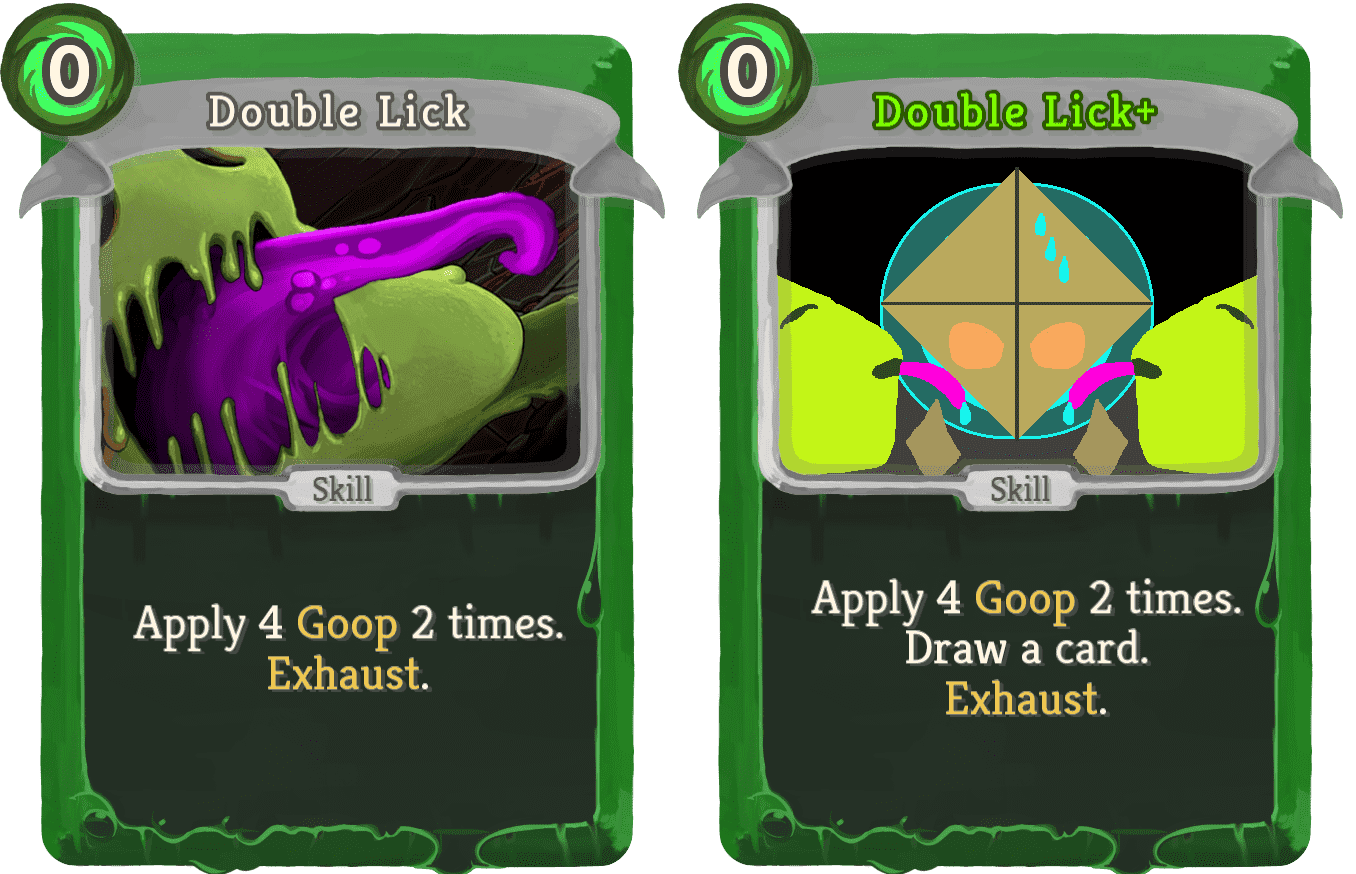 0
Double Lick
Skill
Apply 4 Goop 2 times.
Exhaust.
0
Double Lick+
Skill
Apply 4 Goop 2 times.
Draw a card.
Exhaust.